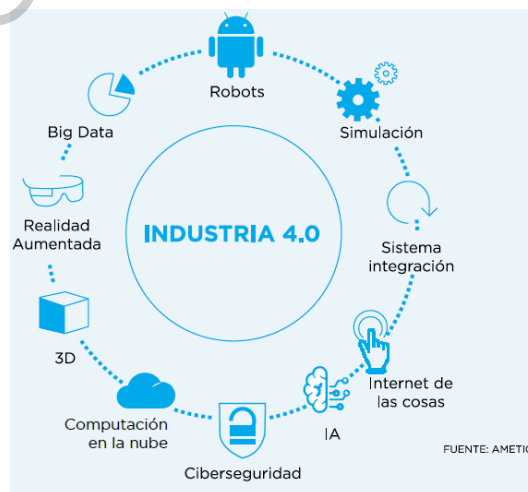 Robots
Big Data
Simulación
INDUSTRIA 4.0
Realidad
Aumentada
Sistema
integración
3D
Internet de
las cosas
Computación
en la nube
IA
Ciberseguridad
FUENTE: AMETIC